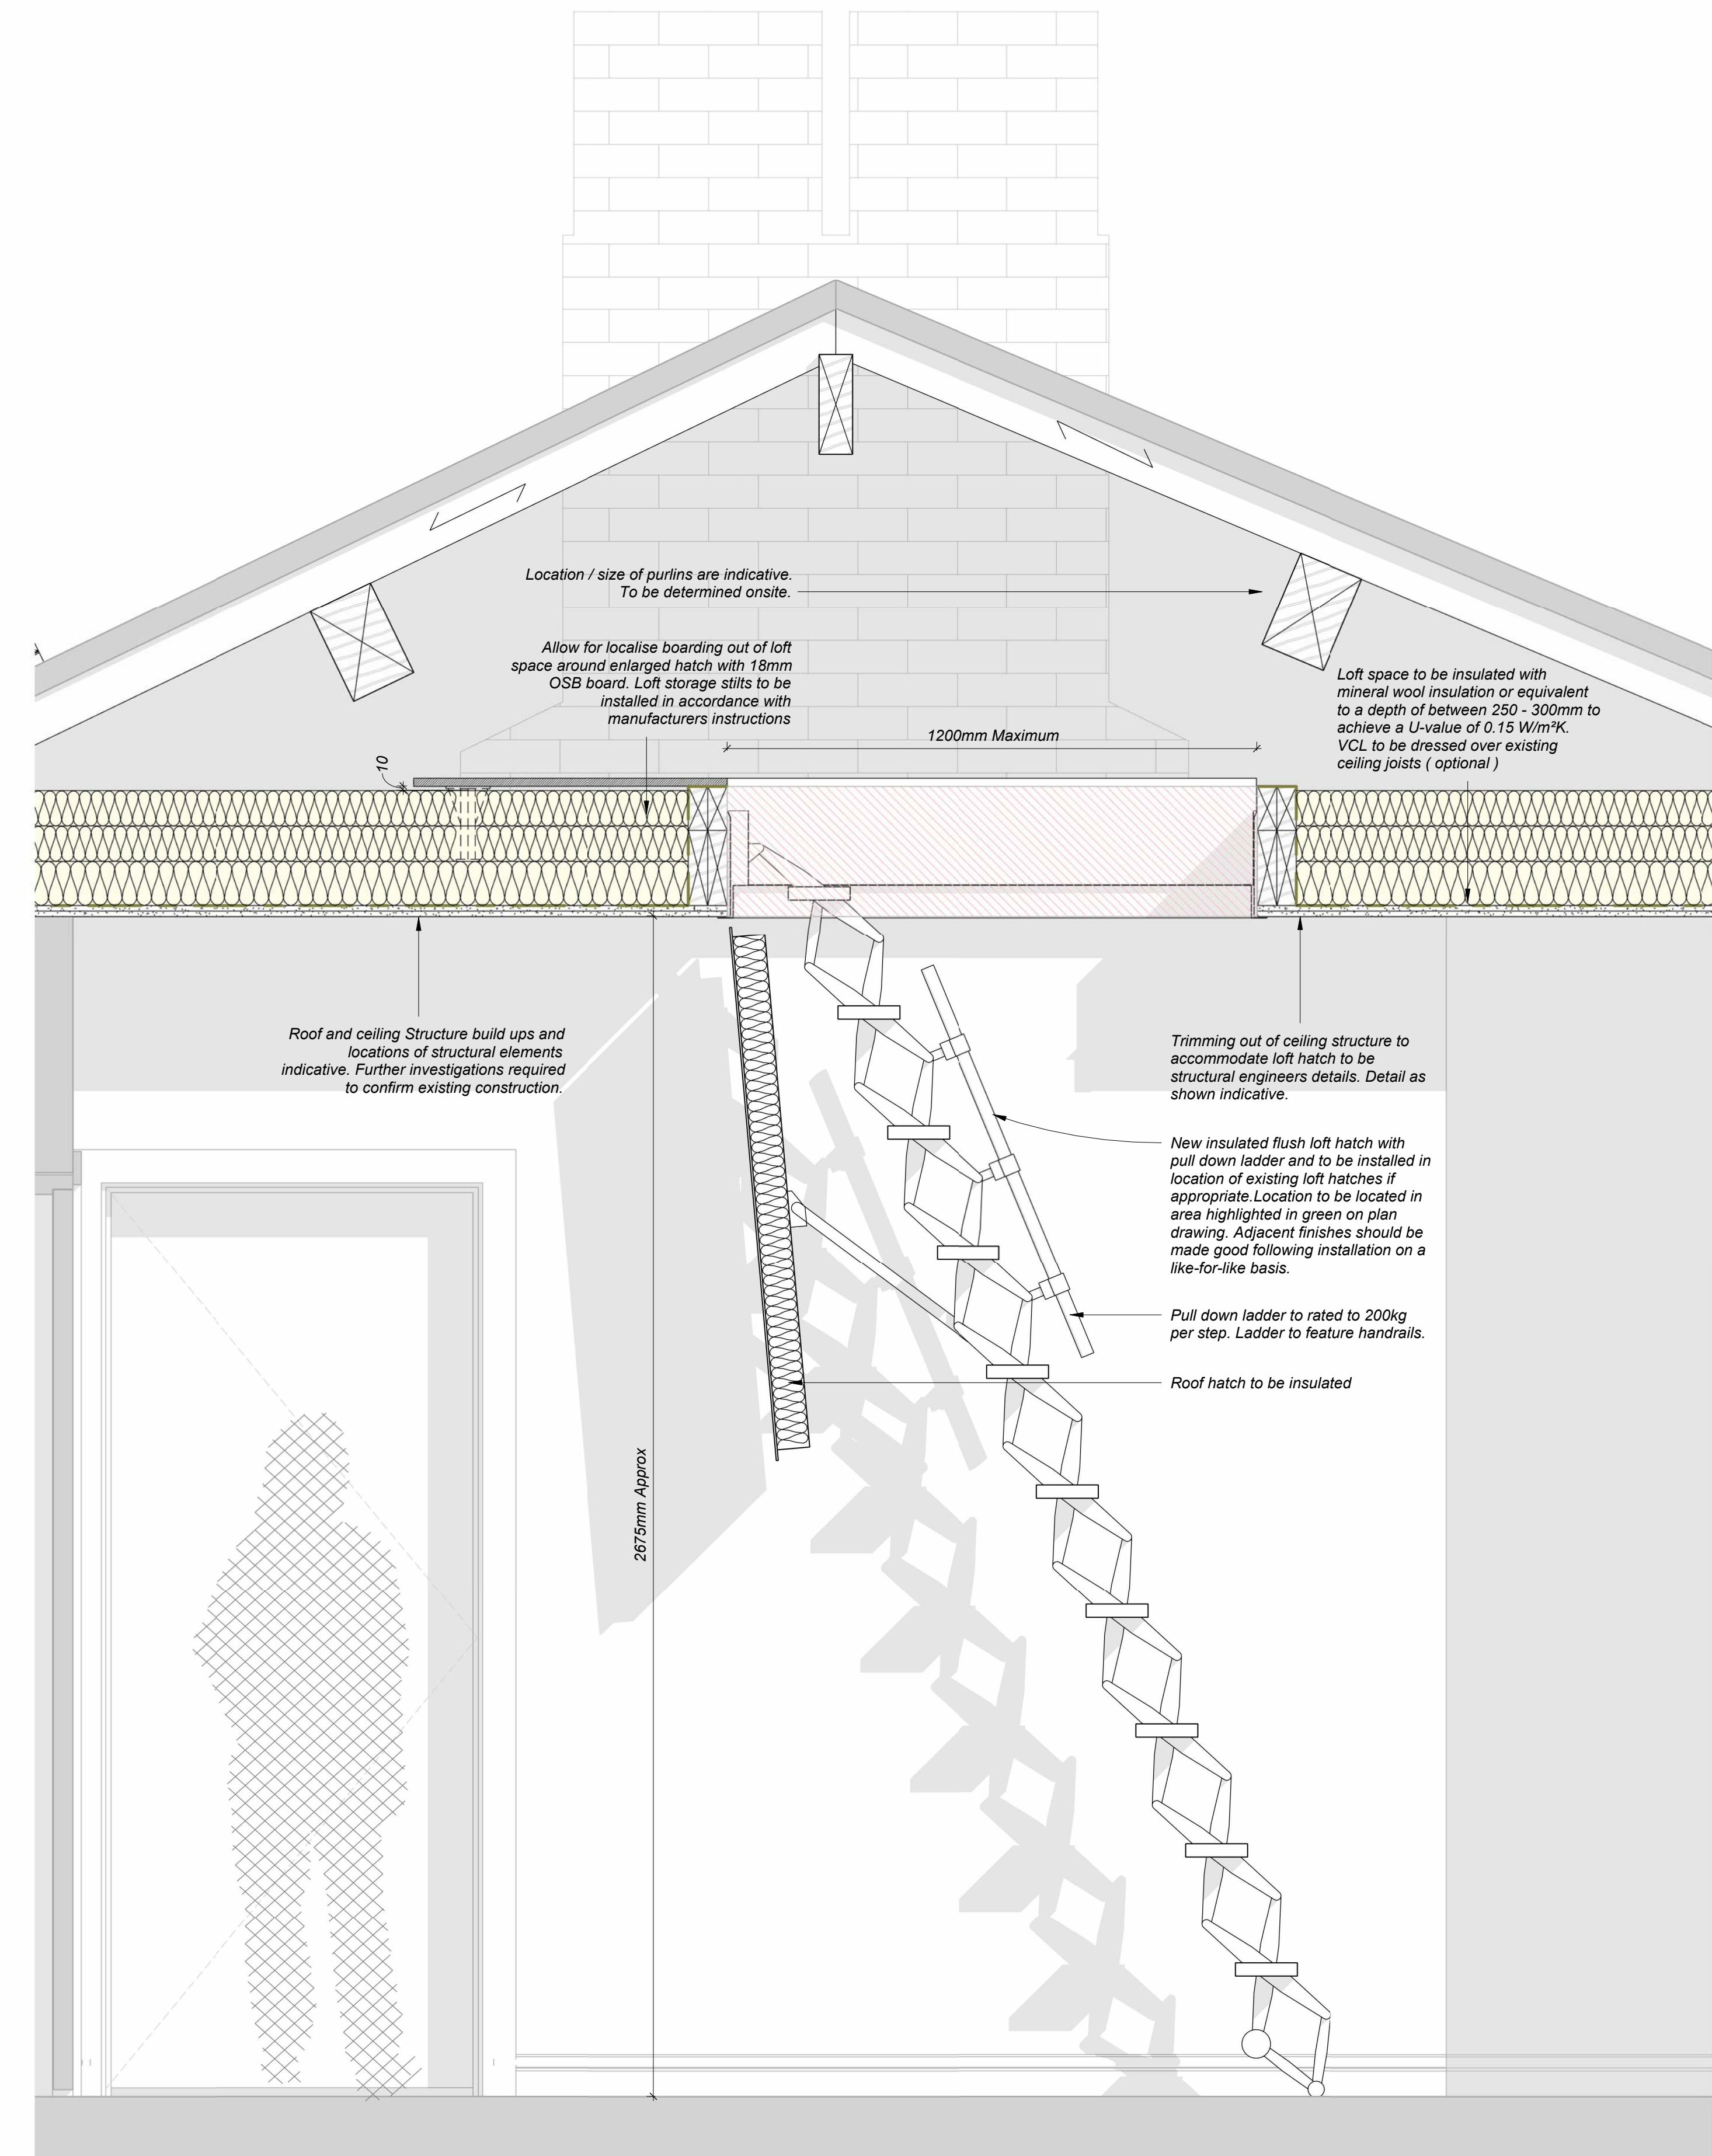 Location / size of purlins are indicative.
To be determined onsite.
Allow for localise boarding out of loft
space around enlarged hatch with 18mm
OSB board. Loft storage stilts to be
installed in accordance with
manufacturers instructions
Loft space to be insulated with
mineral wool insulation or equivalent
to a depth of between 250 - 300mm to
achieve a U-value of 0.15 W/m²K.
VCL to be dressed over existing
ceiling joists ( optional )
1200mm Maximum
10
Roof and ceiling Structure build ups and
locations of structural elements
indicative. Further investigations required
to confirm existing construction.
Trimming out of ceiling structure to
accommodate loft hatch to be
structural engineers details. Detail as
shown indicative.
New insulated flush loft hatch with
pull down ladder and to be installed in
location of existing loft hatches if
appropriate.Location to be located in
area highlighted in green on plan
drawing. Adjacent finishes should be
made good following installation on a
like-for-like basis.
Pull down ladder to rated to 200kg
per step. Ladder to feature handrails.
Roof hatch to be insulated
2675mm Approx